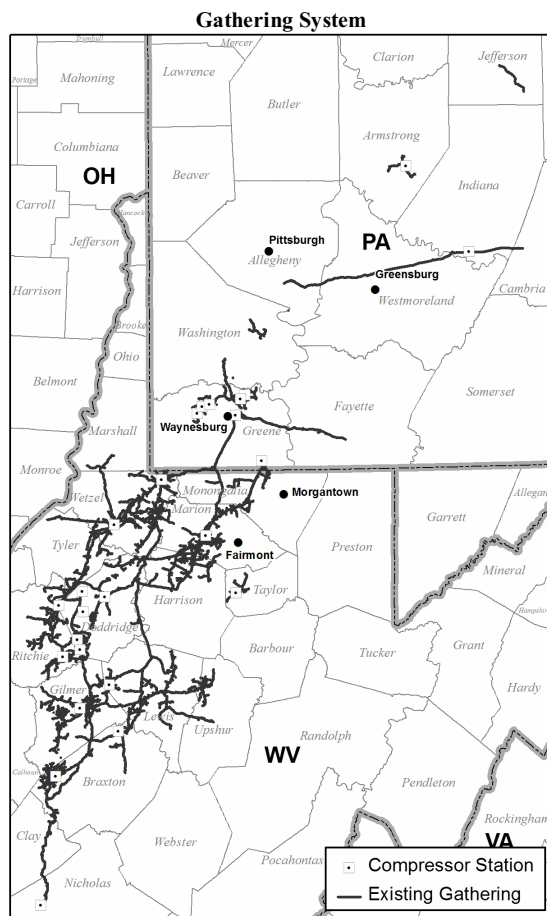 Gathering System
Trumbull
Mercer
Clarion
Jefferson
Portage
Mahoning
Lawrence
Butler
Armstrong
Columbiana
OH
Beaver
Indiana
Carroll
Hancock
Jefferson
Pittsburgh
PA
Allegheny
Greensburg
Harrison
Westmoreland
Cambria
Brooke
Washington
Ohio
Belmont
Fayette
Somerset
Marshall
Waynesburg
Greene
Monroe
Wetzel
Monongalia
Morgantown
Marion
Allegan
Garrett
Tyler
Fairmont
Preston
Mineral
Taylor
Harrison
Hampshir
Doddridge
Ritchie
Barbour
Tucker
Grant
Gilmer
Hardy
Lewis
Upshur
Randolph
WV
Calhoun
Braxton
Pendleton
Rockingham
Clay
Webster
VA
Pocahontas
Nicholas
Compressor Station
Existing Gathering